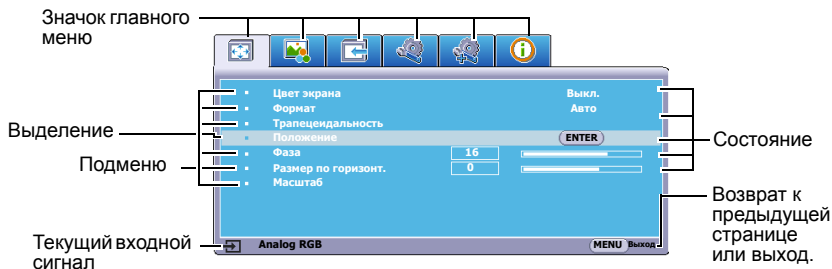 Значок главного
меню
Цвет экрана Выкл.
Формат Авто
Трапецеидальность
Выделение
Положение ENTER
Состояние
Фаза 16
Подменю
Размер по горизонт. 0
Масштаб
Возврат к
предыдущей
странице
или выход.
Текущий входной
сигнал
Analog RGB MENU Выход